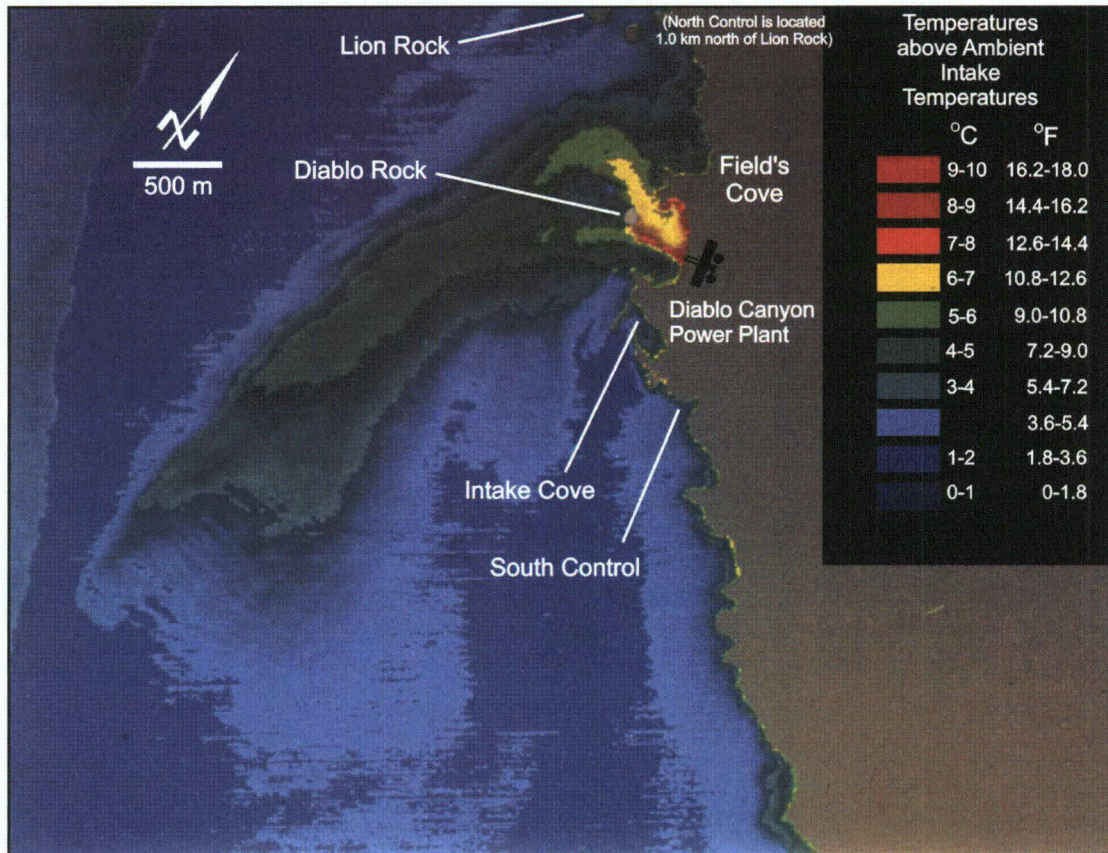 Lion Rock
(North Control is located
1.0 km north of Lion Rock)
Temperatures
above Ambient
Intake
Temperatures
°C °F
9-10 16.2-18.0
8-9 14.4-16.2
7-8 12.6-14.4
6-7 10.8-12.6
5-6 9.0-10.8
4-5 7.2-9.0
3-4 5.4-7.2
3.6-5.4
1-2 1.8-3.6
0-1 0-1.8
N
500 m
Diablo Rock
Field's
Cove
Diablo Canyon
Power Plant
Intake Cove
South Control